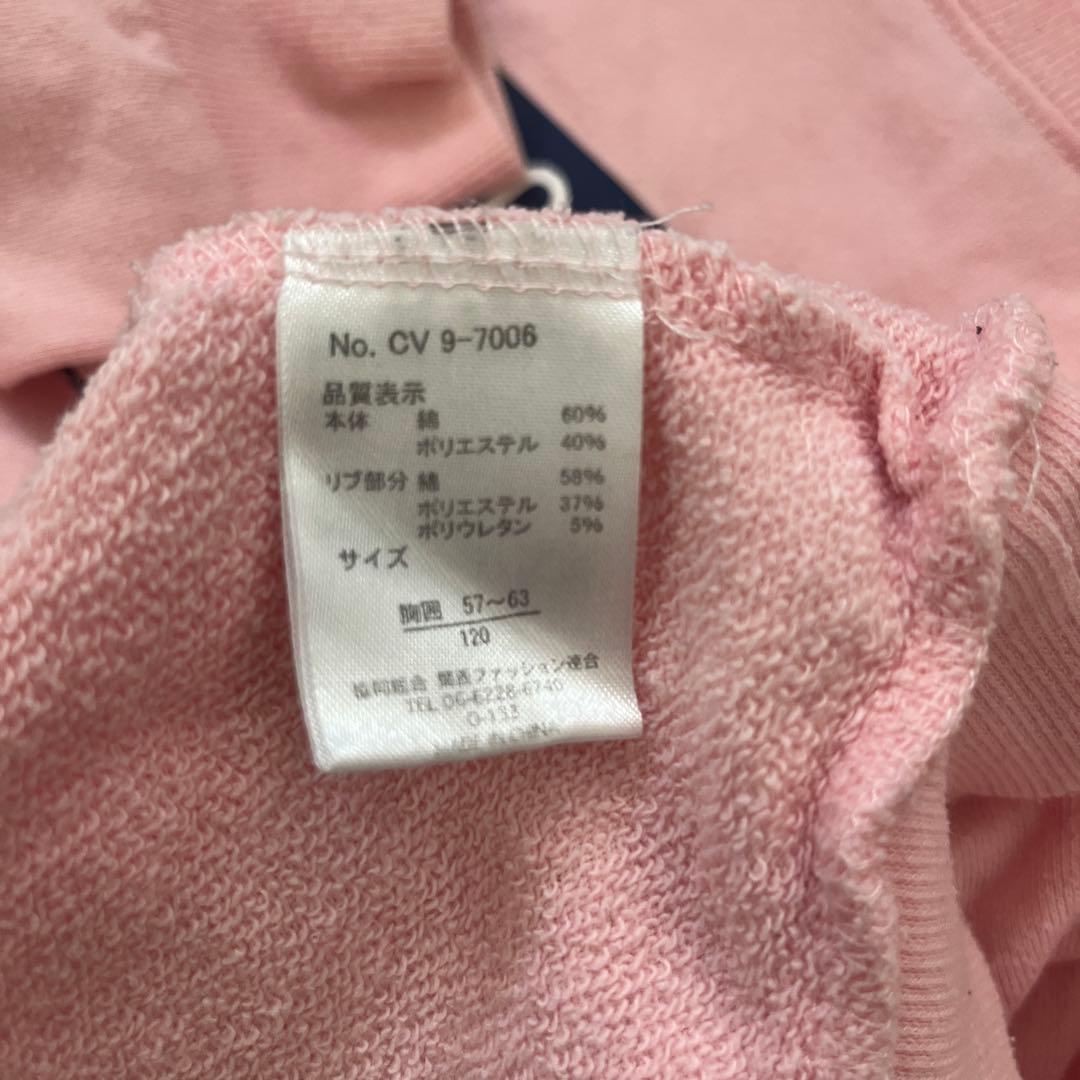 No. CV 9-7006
品質表示
本体 綿 60%
ポリエステル 40%
リブ部分 綿 58%
ポリエステル 37%
ポリウレタン 5%
サイズ
胸囲 57〜63
120
協同組合 関西ファッション連合
TEL 06-6228-6740
O-133